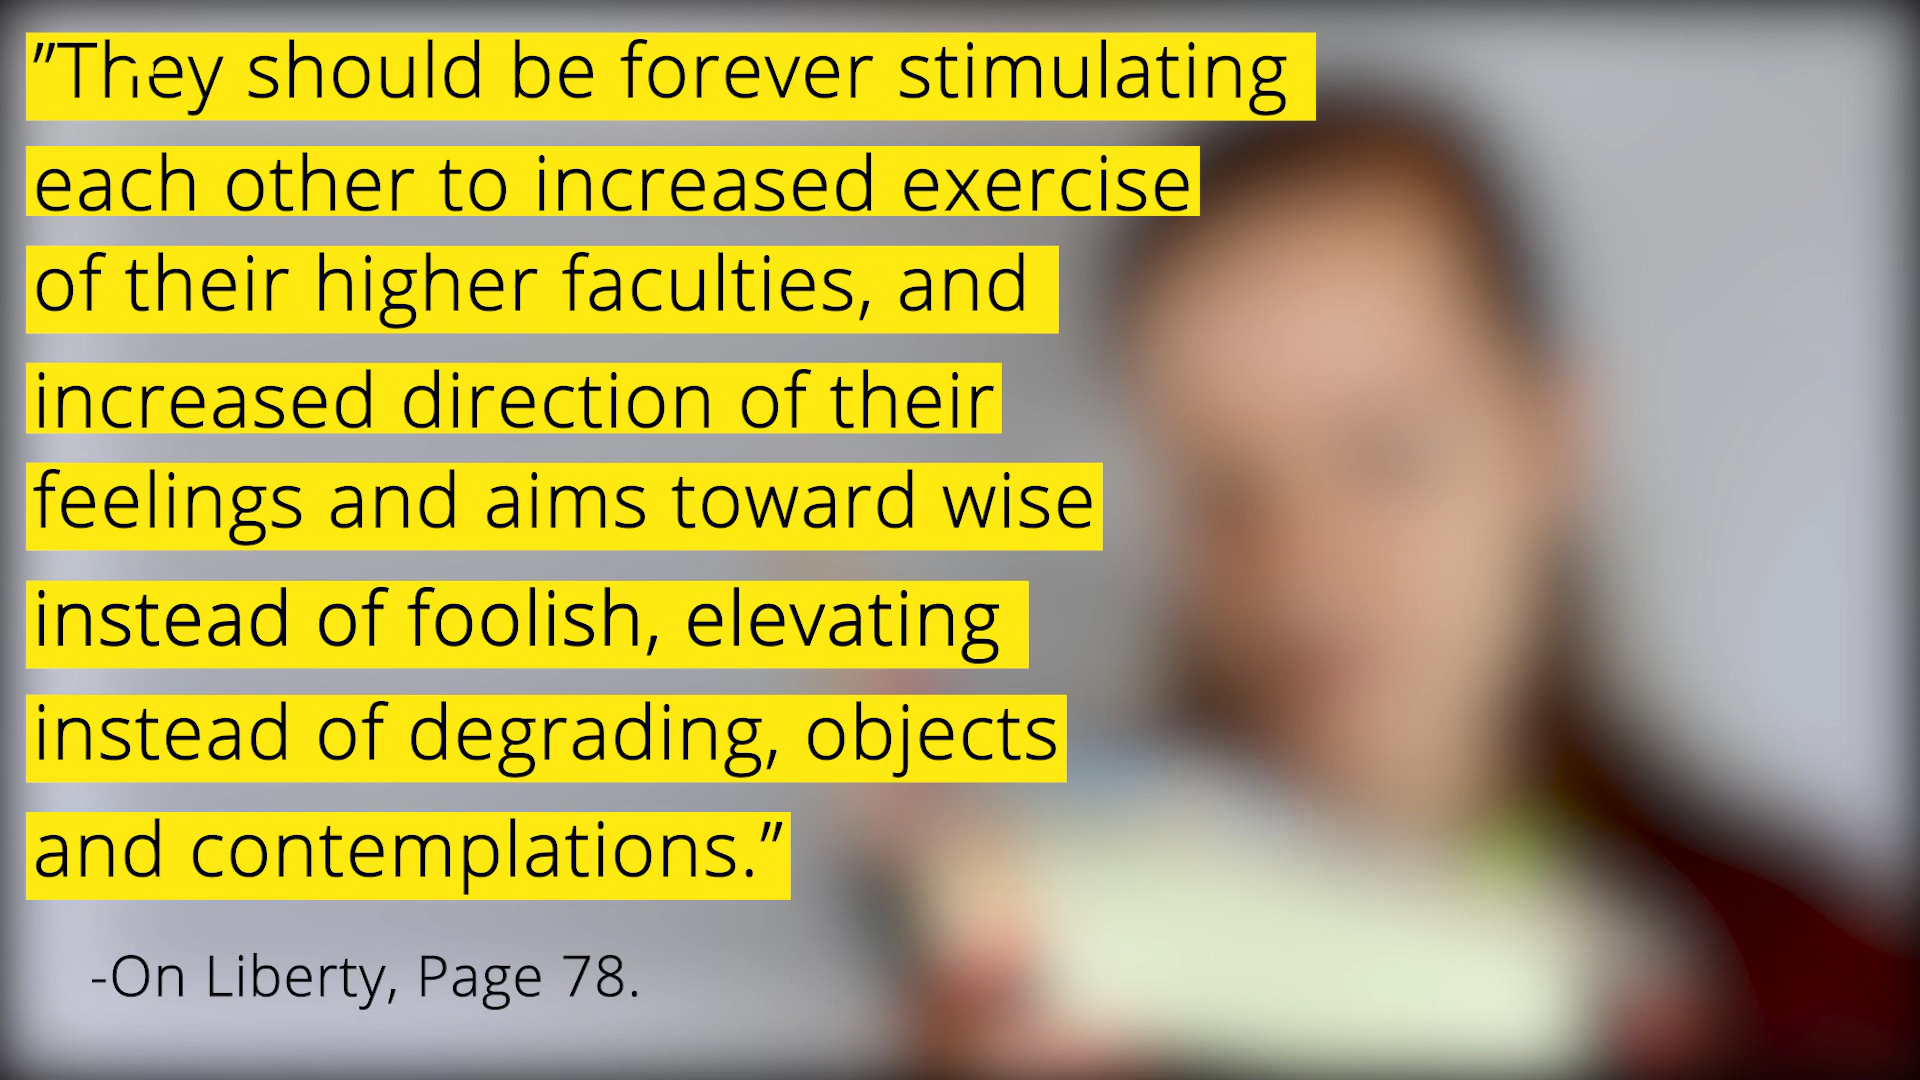 ”They should be forever stimulating
each other to increased exercise
of their higher faculties, and
increased direction of their
feelings and aims toward wise
instead of foolish, elevating
instead of degrading, objects
and contemplations.”
-On Liberty, Page 78.